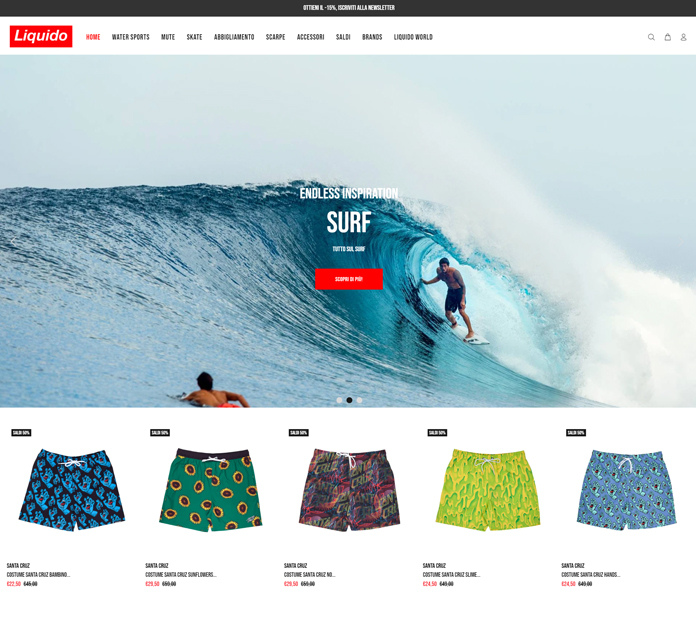 OTTIENI IL -15%, ISCRIVITI ALLA NEWSLETTER
Liquido HOME WATER SPORTS MUTE SKATE ABBIGLIAMENTO SCARPE ACCESSORI SALDI BRANDS LIQUIDO WORLD
ENDLESS INSPIRATION
SURF
TUTTO SUL SURF
SCOPRI DI PIÙ!
SALDI 50% SALDI 50% SALDI 50% SALDI 50% SALDI 50%
SANTA CRUZ SANTA CRUZ SANTA CRUZ SANTA CRUZ SANTA CRUZ
COSTUME SANTA CRUZ BAMBINO... COSTUME SANTA CRUZ SUNFLOWERS... COSTUME SANTA CRUZ NO... COSTUME SANTA CRUZ SLIME... COSTUME SANTA CRUZ HANDS...
€22,50 €45,00 €29,50 €59,00 €29,50 €59,00 €24,50 €49,00 €24,50 €49,00